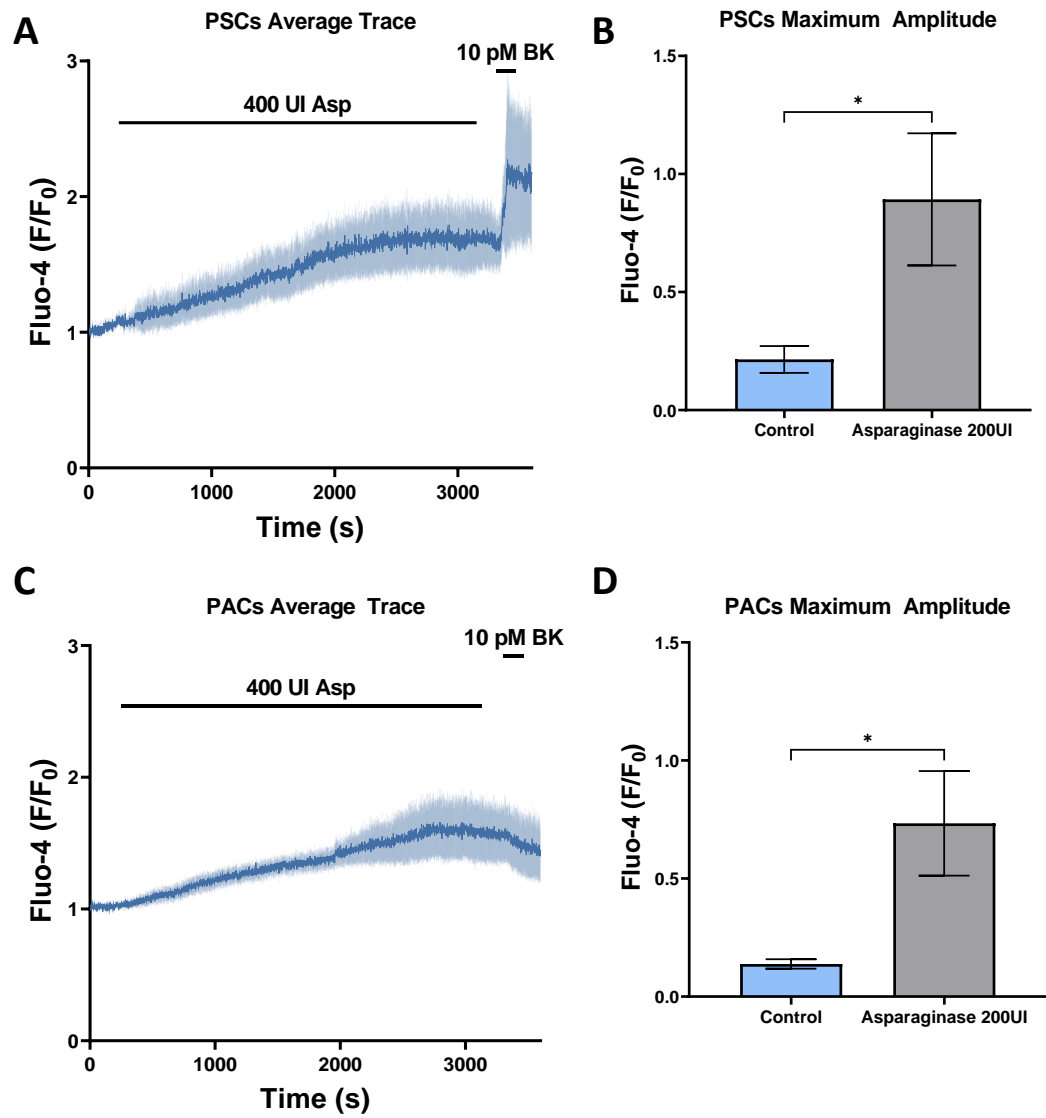 A
PSCs Average Trace
10 pM BK
400 UI Asp
3
2
1
0
Fluo-4 (F/F0)
0
1000
2000
3000
Time (s)
B
PSCs Maximum Amplitude
*
1.5
1.0
0.5
0.0
Fluo-4 (F/F0)
Control
Asparaginase 200UI
C
PACs Average Trace
10 pM BK
400 UI Asp
3
2
1
0
Fluo-4 (F/F0)
0
1000
2000
3000
Time (s)
D
PACs Maximum Amplitude
*
1.5
1.0
0.5
0.0
Fluo-4 (F/F0)
Control
Asparaginase 200UI